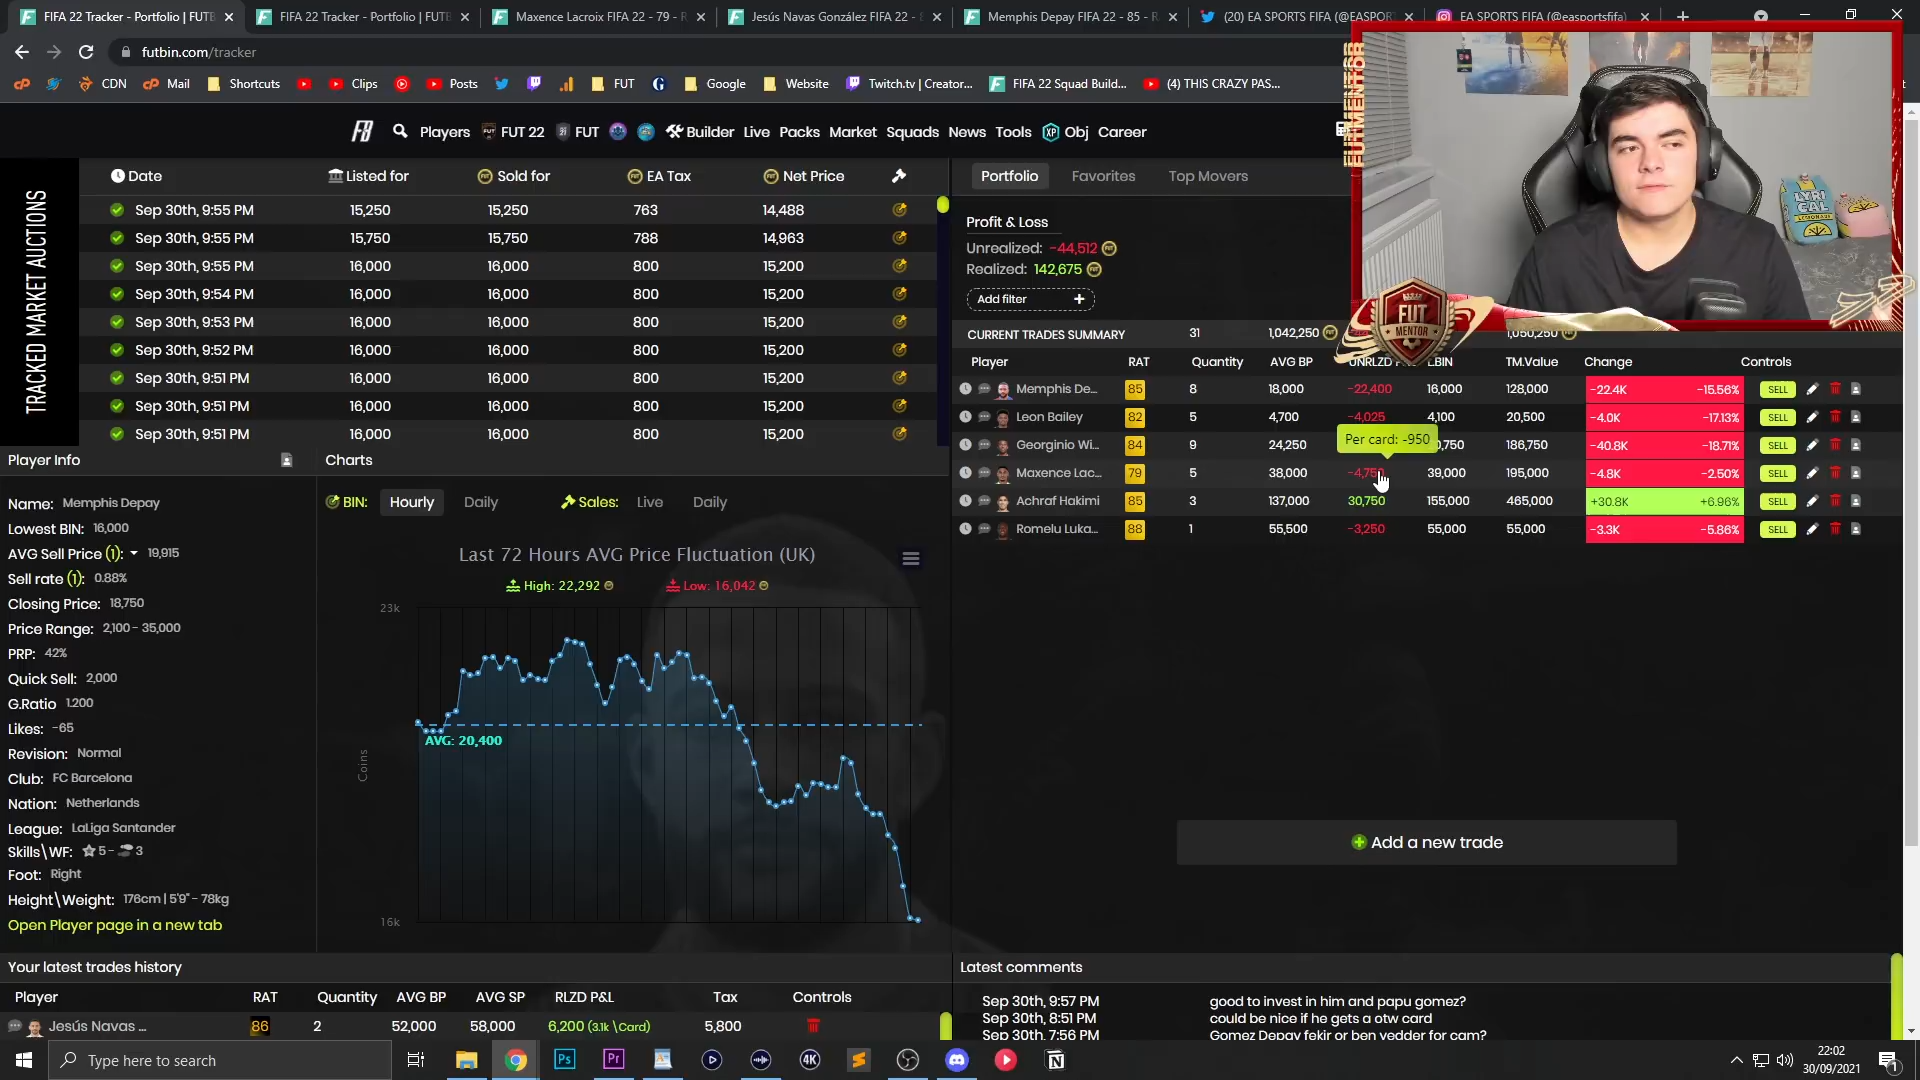 FIFA 22 Tracker - Portfolio | FUTB
FIFA 22 Tracker - Portfolio | FUTB
Maxence Lacroix FIFA 22 - 79 - R
Jesús Navas González FIFA 22 - 8
Memphis Depay FIFA 22 - 85 - R
(20) EA SPORTS FIFA (@EASPOR
EA SPORTS FIFA (@easportsfifa)
futbin.com/tracker
CDN Mail Shortcuts Clips Posts FUT Google Website Twitch.tv | Creator... FIFA 22 Squad Build... (4) THIS CRAZY PAS...
Players FUT 22 FUT Builder Live Packs Market Squads News Tools Obj Career
TRACKED MARKET AUCTIONS
Date Listed for Sold for EA Tax Net Price
Sep 30th, 9:55 PM 15,250 15,250 763 14,488
Sep 30th, 9:55 PM 15,750 15,750 788 14,963
Sep 30th, 9:55 PM 16,000 16,000 800 15,200
Sep 30th, 9:54 PM 16,000 16,000 800 15,200
Sep 30th, 9:53 PM 16,000 16,000 800 15,200
Sep 30th, 9:52 PM 16,000 16,000 800 15,200
Sep 30th, 9:51 PM 16,000 16,000 800 15,200
Sep 30th, 9:51 PM 16,000 16,000 800 15,200
Sep 30th, 9:51 PM 16,000 16,000 800 15,200
Portfolio Favorites Top Movers
Profit & Loss
Unrealized: -44,512
Realized: 142,675
Add filter +
FUTMENTOR
FUT
MENTOR
LYRI
CAL
LEMONADE
CURRENT TRADES SUMMARY 31 1,042,250 1,050,250
Player RAT Quantity AVG BP UNRLZD LBIN TM.Value Change Controls
Memphis De... 85 8 18,000 -22,400 16,000 128,000 -22.4K -15.56% SELL
Leon Bailey 82 5 4,700 -4,025 4,100 20,500 -4.0K -17.13% SELL
Per card: -950
Georginio Wi... 84 9 24,250 186,750 -40.8K -18.71% SELL
Maxence Lac... 79 5 38,000 -4,750 39,000 195,000 -4.8K -2.50% SELL
Achraf Hakimi 85 3 137,000 30,750 155,000 465,000 +30.8K +6.96% SELL
Romelu Luka... 88 1 55,500 -3,250 55,000 55,000 -3.3K -5.86% SELL
Add a new trade
Player Info
Name: Memphis Depay
Lowest BIN: 16,000
AVG Sell Price (1): 19,915
Sell rate (1): 0.88%
Closing Price: 18,750
Price Range: 2,100 - 35,000
PRP: 42%
Quick Sell: 2,000
G.Ratio 1.200
Likes: -65
Revision: Normal
Club: FC Barcelona
Nation: Netherlands
League: LaLiga Santander
Skills\WF: 5 - 3
Foot: Right
Height\Weight: 176cm | 5'9" - 78kg
Open Player page in a new tab
Charts
BIN: Hourly Daily Sales: Live Daily
Last 72 Hours AVG Price Fluctuation (UK)
High: 22,292 Low: 16,042
23k
AVG: 20,400
Coins
16k
Your latest trades history
Player RAT Quantity AVG BP AVG SP RLZD P&L Tax Controls
Jesús Navas ... 86 2 52,000 58,000 6,200 (3.1k \Card) 5,800
Latest comments
Sep 30th, 9:57 PM good to invest in him and papu gomez?
Sep 30th, 8:51 PM could be nice if he gets a otw card
Sep 30th, 7:56 PM Gomez Depay fekir or ben yedder for cam?
Type here to search
22:02
30/09/2021